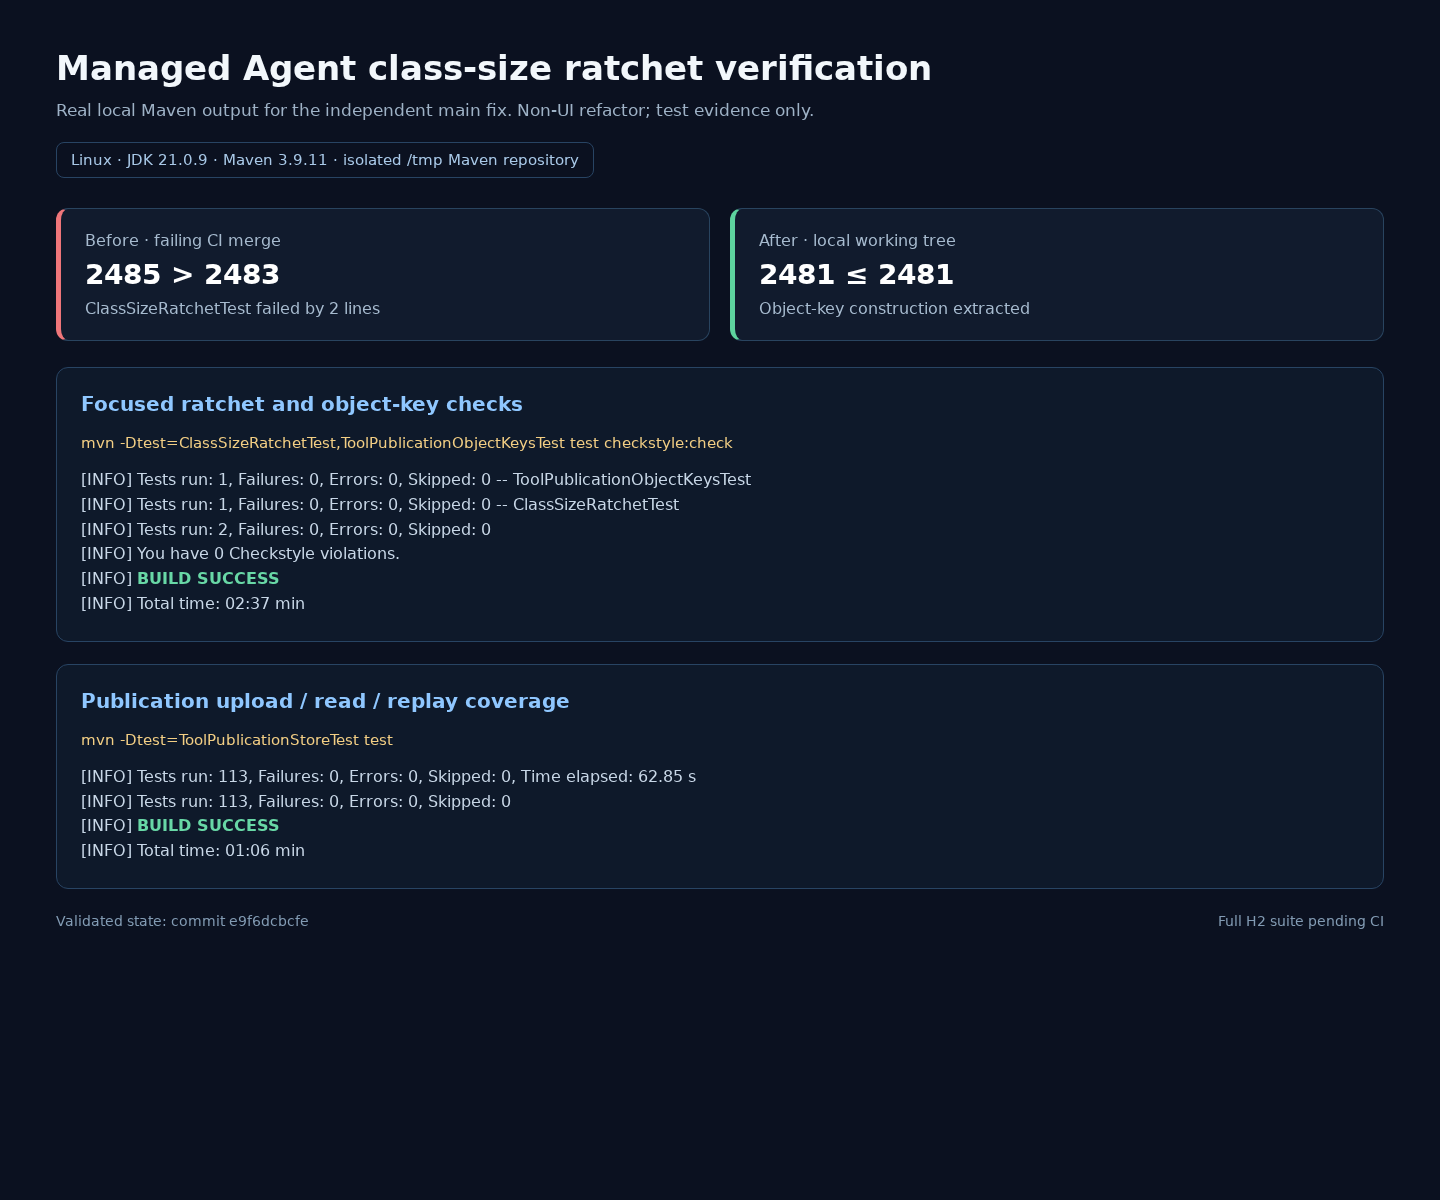 Managed Agent class-size ratchet verification
Real local Maven output for the independent main fix. Non-UI refactor; test evidence only.
Linux · JDK 21.0.9 · Maven 3.9.11 · isolated /tmp Maven repository
Before · failing CI merge
2485 > 2483
ClassSizeRatchetTest failed by 2 lines
After · local working tree
2481 ≤ 2481
Object-key construction extracted
Focused ratchet and object-key checks
mvn -Dtest=ClassSizeRatchetTest,ToolPublicationObjectKeysTest test checkstyle:check
[INFO] Tests run: 1, Failures: 0, Errors: 0, Skipped: 0 -- ToolPublicationObjectKeysTest
[INFO] Tests run: 1, Failures: 0, Errors: 0, Skipped: 0 -- ClassSizeRatchetTest
[INFO] Tests run: 2, Failures: 0, Errors: 0, Skipped: 0
[INFO] You have 0 Checkstyle violations.
[INFO] BUILD SUCCESS
[INFO] Total time: 02:37 min
Publication upload / read / replay coverage
mvn -Dtest=ToolPublicationStoreTest test
[INFO] Tests run: 113, Failures: 0, Errors: 0, Skipped: 0, Time elapsed: 62.85 s
[INFO] Tests run: 113, Failures: 0, Errors: 0, Skipped: 0
[INFO] BUILD SUCCESS
[INFO] Total time: 01:06 min
Validated state: commit e9f6dcbcfe
Full H2 suite pending CI